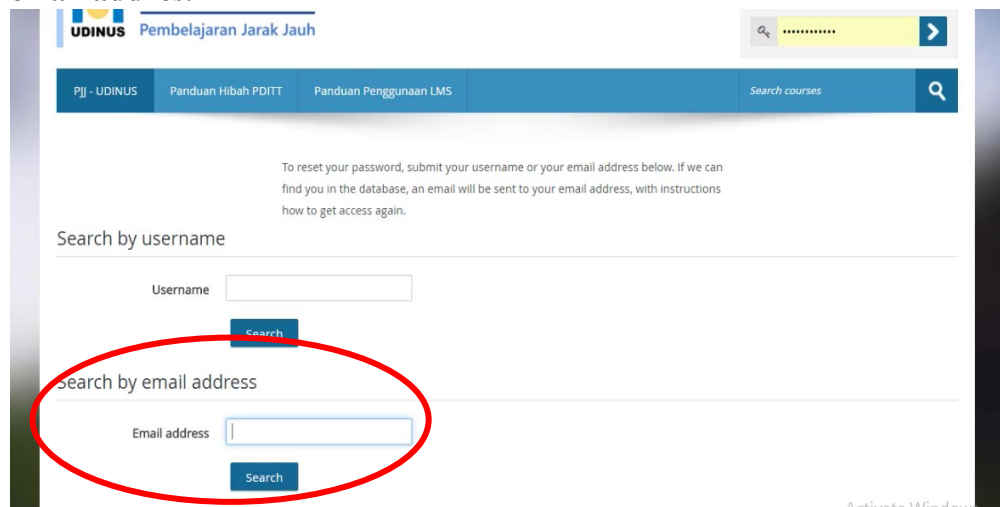 UDINUS Pembelajaran Jarak Jauh
••••••••••••
PJJ - UDINUS Panduan Hibah PDITT Panduan Penggunaan LMS Search courses
To reset your password, submit your username or your email address below. If we can
find you in the database, an email will be sent to your email address, with instructions
how to get access again.
Search by username
Username
Search
Search by email address
Email address
Search